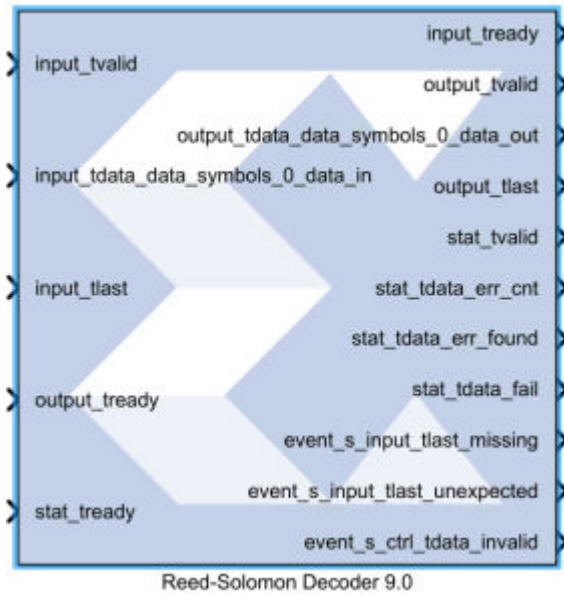 input_tready
input_tvalid
output_tvalid
output_tdata_data_symbols_0_data_out
input_tdata_data_symbols_0_data_in
output_tlast
stat_tvalid
input_tlast
stat_tdata_err_cnt
stat_tdata_err_found
stat_tdata_fail
output_tready
event_s_input_tlast_missing
event_s_input_tlast_unexpected
stat_tready
event_s_ctrl_tdata_invalid
Reed-Solomon Decoder 9.0